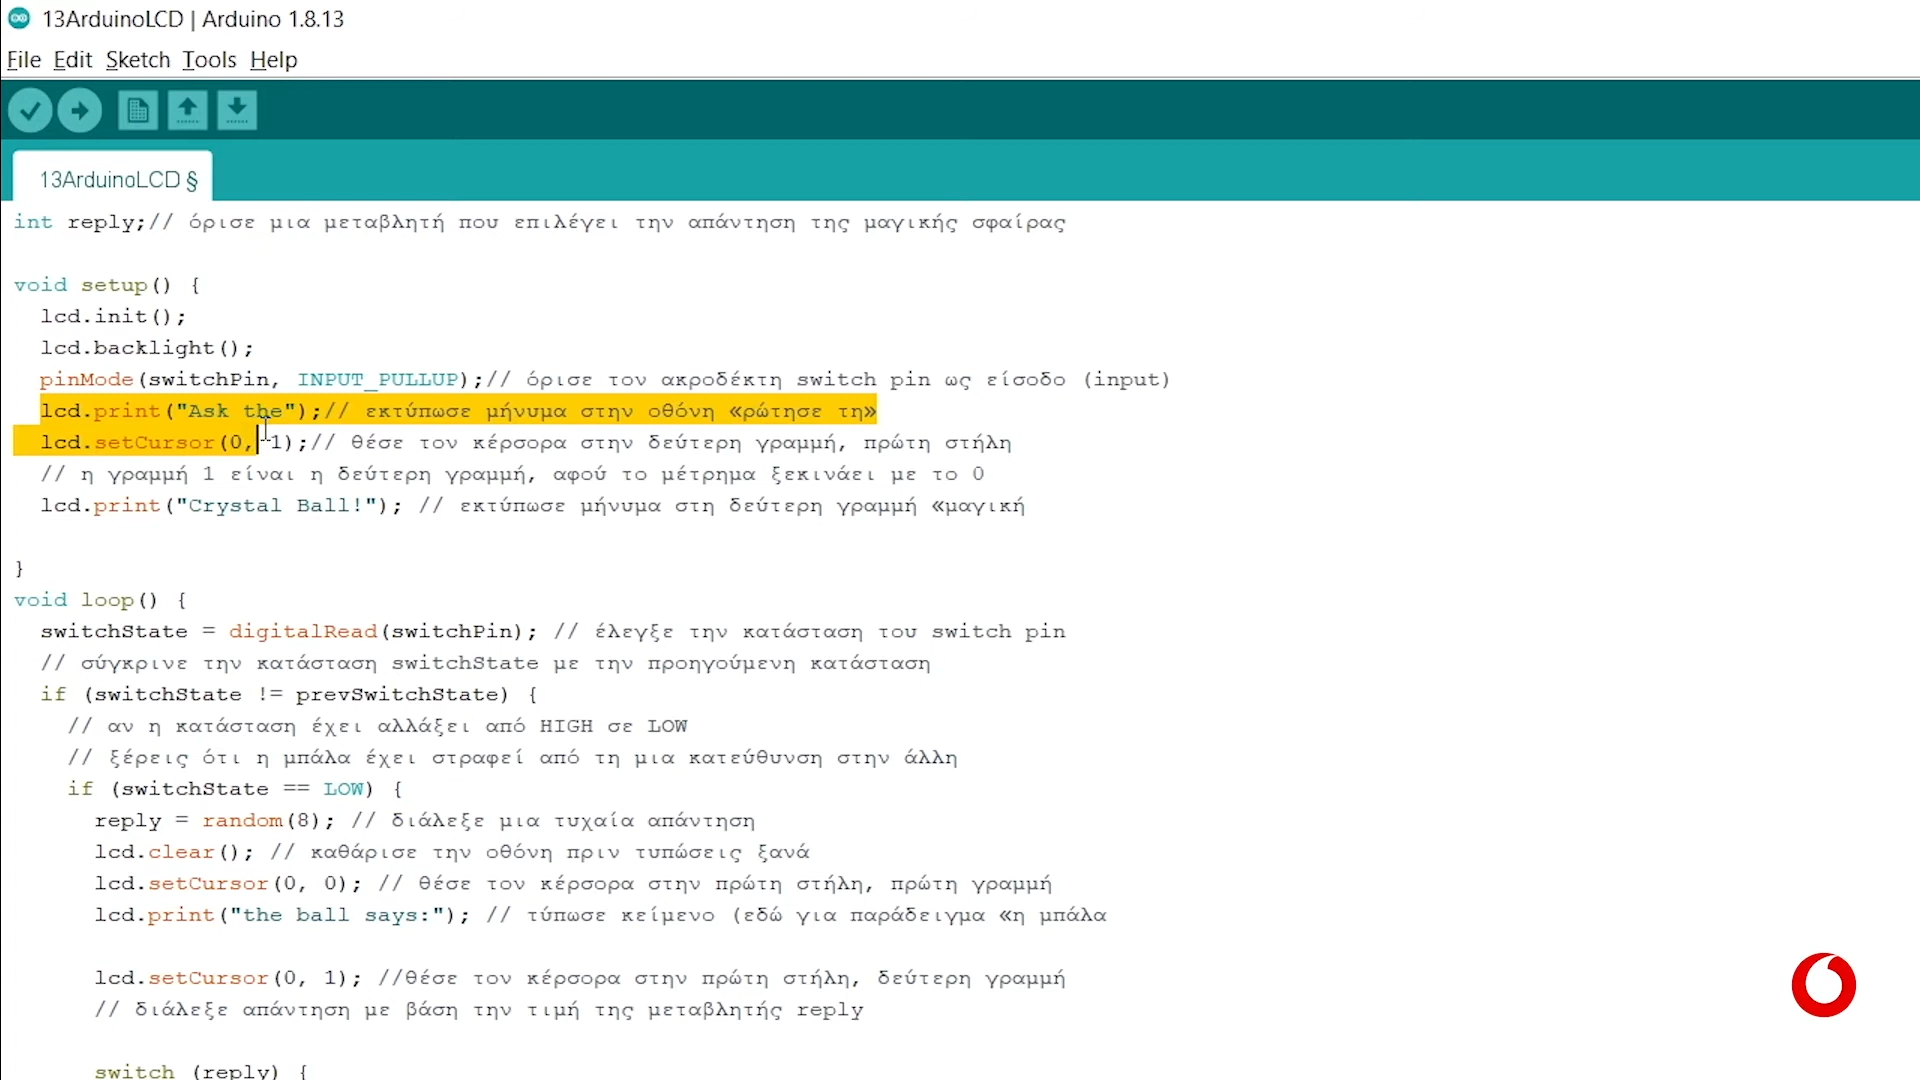 13ArduinoLCD | Arduino 1.8.13
File Edit Sketch Tools Help
13ArduinoLCD §
int reply;// όρισε μια μεταβλητή που επιλέγει την απάντηση της μαγικής σφαίρας
void setup() {
lcd.init();
lcd.backlight();
pinMode(switchPin, INPUT_PULLUP);// όρισε τον ακροδέκτη switch pin ως είσοδο (input)
lcd.print("Ask the");// εκτύπωσε μήνυμα στην οθόνη «ρώτησε τη»
lcd.setCursor(0, 1);// θέσε τον κέρσορα στην δεύτερη γραμμή, πρώτη στήλη
// η γραμμή 1 είναι η δεύτερη γραμμή, αφού το μέτρημα ξεκινάει με το 0
lcd.print("Crystal Ball!"); // εκτύπωσε μήνυμα στη δεύτερη γραμμή «μαγική
}
void loop() {
switchState = digitalRead(switchPin); // έλεγξε την κατάσταση του switch pin
// σύγκρινε την κατάσταση switchState με την προηγούμενη κατάσταση
if (switchState != prevSwitchState) {
// αν η κατάσταση έχει αλλάξει από HIGH σε LOW
// ξέρεις ότι η μπάλα έχει στραφεί από τη μια κατεύθυνση στην άλλη
if (switchState == LOW) {
reply = random(8); // διάλεξε μια τυχαία απάντηση
lcd.clear(); // καθάρισε την οθόνη πριν τυπώσεις ξανά
lcd.setCursor(0, 0); // θέσε τον κέρσορα στην πρώτη στήλη, πρώτη γραμμή
lcd.print("the ball says:"); // τύπωσε κείμενο (εδώ για παράδειγμα «η μπάλα
lcd.setCursor(0, 1); //θέσε τον κέρσορα στην πρώτη στήλη, δεύτερη γραμμή
// διάλεξε απάντηση με βάση την τιμή της μεταβλητής reply
switch (reply) {